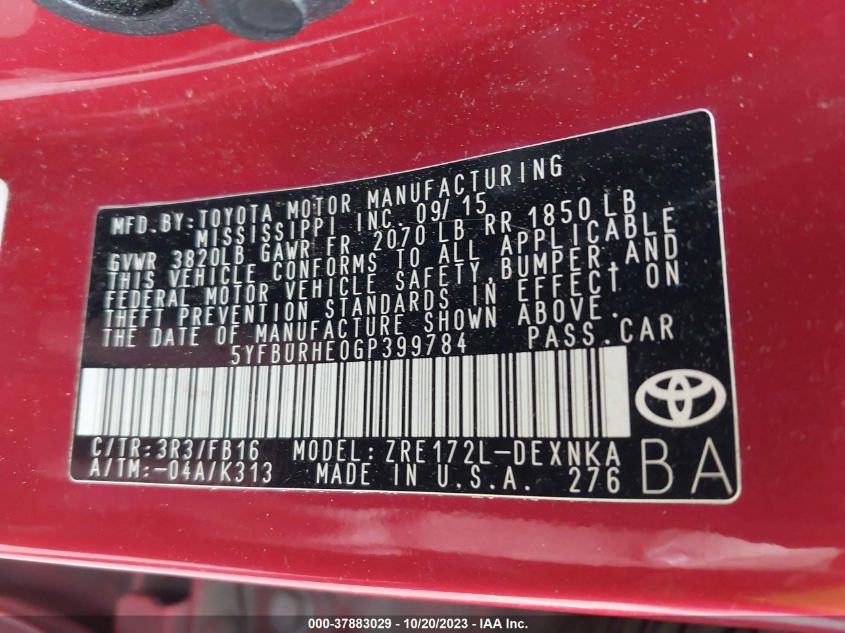 MFD.BY:TOYOTA MOTOR MANUFACTURING
MISSISSIPPI INC. 09/15
GVWR 3820LB GAWR FR 2070 LB RR 1850 LB
THIS VEHICLE CONFORMS TO ALL APPLICABLE
FEDERAL MOTOR VEHICLE SAFETY,BUMPER,AND
THEFT PREVENTION STANDARDS IN EFFECT ON
THE DATE OF MANUFACTURE SHOWN ABOVE.
5YFBURHE0GP399784 PASS.CAR
C/TR:3R3/FB16 MODEL:ZRE172L-DEXNKA
A/TM:-04A/K313 MADE IN U.S.A. 276
BA
000-37883029 - 10/20/2023 - Copyright © IAA, Inc.